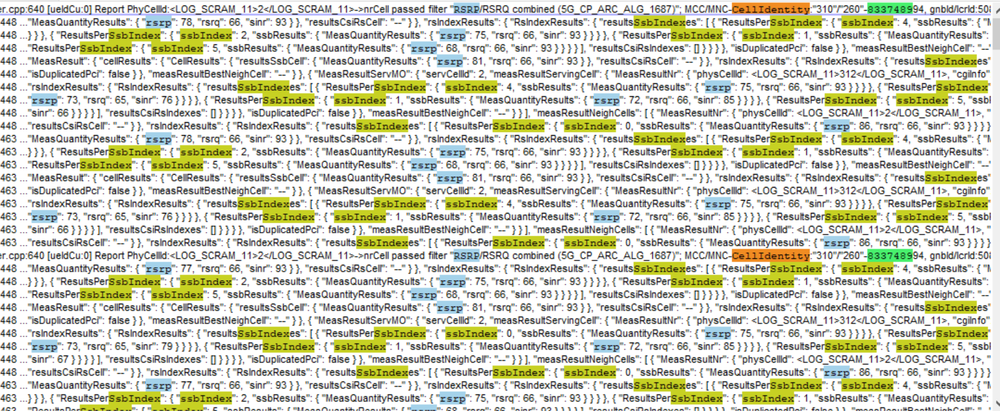 er.cpp:640 [ueIdCu:0] Report PhyCellId:<LOG_SCRAM_11>2</LOG_SCRAM_11>->nrCell passed filter "RSRP/RSRQ combined (5G_CP_ARC_ALG_1687)"; MCC/MNC-CellIdentity:"310"/"260"-833748994, gnbId/lcrId:508
448 ..."MeasQuantityResults": { "rsrp": 78, "rsrq": 66, "sinr": 93 } }, "resultsCsiRsCell": "--" } }, "rsIndexResults": { "RsIndexResults": { "resultsSsbIndexes": [ { "ResultsPerSsbIndex": { "ssbIndex": 4, "ssbResults": { "M
448 ...} } } }, { "ResultsPerSsbIndex": { "ssbIndex": 2, "ssbResults": { "MeasQuantityResults": { "rsrp": 75, "rsrq": 66, "sinr": 93 } } } } }, { "ResultsPerSsbIndex": { "ssbIndex": 1, "ssbResults": { "MeasQuantityResults":
448 ..."ResultsPerSsbIndex": { "ssbIndex": 5, "ssbResults": { "MeasQuantityResults": { "rsrp": 68, "rsrq": 66, "sinr": 93 } } } } ], "resultsCsiRsIndexes": [] } } } }, "isDuplicatedPci": false } }, "measResultBestNeighCell": "--"
448 ..."MeasResult": { "cellResults": { "CellResults": { "resultsSsbCell": { "MeasQuantityResults": { "rsrp": 81, "rsrq": 66, "sinr": 93 } }, "resultsCsiRsCell": "--" } }, "rsIndexResults": { "RsIndexResults": { "resultsSsbIndexes"
448 ..."isDuplicatedPci": false } }, "measResultBestNeighCell": "--" } }, { "MeasResultServMO": { "servCellId": 2, "measResultServingCell": { "MeasResultNr": { "physCellId": <LOG_SCRAM_11>312</LOG_SCRAM_11>, "cgiInfo"
448 ..."rsIndexResults": { "RsIndexResults": { "resultsSsbIndexes": [ { "ResultsPerSsbIndex": { "ssbIndex": 4, "ssbResults": { "MeasQuantityResults": { "rsrp": 75, "rsrq": 66, "sinr": 93 } } } } }, { "ResultsPerSsbIndex"
448 ..."rsrp": 73, "rsrq": 65, "sinr": 76 } } } } }, { "ResultsPerSsbIndex": { "ssbIndex": 1, "ssbResults": { "MeasQuantityResults": { "rsrp": 72, "rsrq": 66, "sinr": 85 } } } } }, { "ResultsPerSsbIndex": { "ssbIndex": 5, "ssbI
448 ..."sinr": 66 } } } } ], "resultsCsiRsIndexes": [] } } } }, "isDuplicatedPci": false } }, "measResultBestNeighCell": "--" } } ], "measResultNeighCells": [ { "MeasResultNr": { "physCellId": <LOG_SCRAM_11>2</LOG_SCRAM_11>, "
448 ..."resultsCsiRsCell": "--" } }, "rsIndexResults": { "RsIndexResults": { "resultsSsbIndexes": [ { "ResultsPerSsbIndex": { "ssbIndex": 0, "ssbResults": { "MeasQuantityResults": { "rsrp": 86, "rsrq": 66, "sinr": 93 } } } }
463 ..."MeasQuantityResults": { "rsrp": 78, "rsrq": 66, "sinr": 93 } }, "resultsCsiRsCell": "--" } }, "rsIndexResults": { "RsIndexResults": { "resultsSsbIndexes": [ { "ResultsPerSsbIndex": { "ssbIndex": 4, "ssbResults": { "M
463 ...} } } }, { "ResultsPerSsbIndex": { "ssbIndex": 2, "ssbResults": { "MeasQuantityResults": { "rsrp": 75, "rsrq": 66, "sinr": 93 } } } } }, { "ResultsPerSsbIndex": { "ssbIndex": 1, "ssbResults": { "MeasQuantityResults":
463 ..."ResultsPerSsbIndex": { "ssbIndex": 5, "ssbResults": { "MeasQuantityResults": { "rsrp": 68, "rsrq": 66, "sinr": 93 } } } } ], "resultsCsiRsIndexes": [] } } } }, "isDuplicatedPci": false } }, "measResultBestNeighCell": "--"
463 ..."MeasResult": { "cellResults": { "CellResults": { "resultsSsbCell": { "MeasQuantityResults": { "rsrp": 81, "rsrq": 66, "sinr": 93 } }, "resultsCsiRsCell": "--" } }, "rsIndexResults": { "RsIndexResults": { "resultsSsbIndexes"
463 ..."isDuplicatedPci": false } }, "measResultBestNeighCell": "--" } }, { "MeasResultServMO": { "servCellId": 2, "measResultServingCell": { "MeasResultNr": { "physCellId": <LOG_SCRAM_11>312</LOG_SCRAM_11>, "cgiInfo"
463 ..."rsIndexResults": { "RsIndexResults": { "resultsSsbIndexes": [ { "ResultsPerSsbIndex": { "ssbIndex": 4, "ssbResults": { "MeasQuantityResults": { "rsrp": 75, "rsrq": 66, "sinr": 93 } } } } }, { "ResultsPerSsbIndex"
463 ..."rsrp": 73, "rsrq": 65, "sinr": 76 } } } } }, { "ResultsPerSsbIndex": { "ssbIndex": 1, "ssbResults": { "MeasQuantityResults": { "rsrp": 72, "rsrq": 66, "sinr": 85 } } } } }, { "ResultsPerSsbIndex": { "ssbIndex": 5, "ssbI
463 ..."sinr": 66 } } } } ], "resultsCsiRsIndexes": [] } } } }, "isDuplicatedPci": false } }, "measResultBestNeighCell": "--" } } ], "measResultNeighCells": [ { "MeasResultNr": { "physCellId": <LOG_SCRAM_11>2</LOG_SCRAM_11>, "
463 ..."resultsCsiRsCell": "--" } }, "rsIndexResults": { "RsIndexResults": { "resultsSsbIndexes": [ { "ResultsPerSsbIndex": { "ssbIndex": 0, "ssbResults": { "MeasQuantityResults": { "rsrp": 86, "rsrq": 66, "sinr": 93 } } } }
er.cpp:640 [ueIdCu:0] Report PhyCellId:<LOG_SCRAM_11>2</LOG_SCRAM_11>->nrCell passed filter "RSRP/RSRQ combined (5G_CP_ARC_ALG_1687)"; MCC/MNC-CellIdentity:"310"/"260"-833748994, gnbId/lcrId:508
448 ..."MeasQuantityResults": { "rsrp": 77, "rsrq": 66, "sinr": 93 } }, "resultsCsiRsCell": "--" } }, "rsIndexResults": { "RsIndexResults": { "resultsSsbIndexes": [ { "ResultsPerSsbIndex": { "ssbIndex": 4, "ssbResults": { "M
448 ...} } } }, { "ResultsPerSsbIndex": { "ssbIndex": 2, "ssbResults": { "MeasQuantityResults": { "rsrp": 75, "rsrq": 66, "sinr": 93 } } } } }, { "ResultsPerSsbIndex": { "ssbIndex": 1, "ssbResults": { "MeasQuantityResults":
448 ..."ResultsPerSsbIndex": { "ssbIndex": 5, "ssbResults": { "MeasQuantityResults": { "rsrp": 68, "rsrq": 66, "sinr": 93 } } } } ], "resultsCsiRsIndexes": [] } } } }, "isDuplicatedPci": false } }, "measResultBestNeighCell": "--"
448 ..."MeasResult": { "cellResults": { "CellResults": { "resultsSsbCell": { "MeasQuantityResults": { "rsrp": 81, "rsrq": 66, "sinr": 93 } }, "resultsCsiRsCell": "--" } }, "rsIndexResults": { "RsIndexResults": { "resultsSsbIndexes"
448 ..."isDuplicatedPci": false } }, "measResultBestNeighCell": "--" } }, { "MeasResultServMO": { "servCellId": 2, "measResultServingCell": { "MeasResultNr": { "physCellId": <LOG_SCRAM_11>312</LOG_SCRAM_11>, "cgiInfo"
448 ..."rsIndexResults": { "RsIndexResults": { "resultsSsbIndexes": [ { "ResultsPerSsbIndex": { "ssbIndex": 0, "ssbResults": { "MeasQuantityResults": { "rsrp": 75, "rsrq": 66, "sinr": 93 } } } } }, { "ResultsPerSsbIndex"
448 ..."rsrp": 73, "rsrq": 65, "sinr": 79 } } } } }, { "ResultsPerSsbIndex": { "ssbIndex": 1, "ssbResults": { "MeasQuantityResults": { "rsrp": 72, "rsrq": 66, "sinr": 85 } } } } }, { "ResultsPerSsbIndex": { "ssbIndex": 5, "ssbI
448 ..."sinr": 67 } } } } ], "resultsCsiRsIndexes": [] } } } }, "isDuplicatedPci": false } }, "measResultBestNeighCell": "--" } } ], "measResultNeighCells": [ { "MeasResultNr": { "physCellId": <LOG_SCRAM_11>2</LOG_SCRAM_11>, "
448 ..."resultsCsiRsCell": "--" } }, "rsIndexResults": { "RsIndexResults": { "resultsSsbIndexes": [ { "ResultsPerSsbIndex": { "ssbIndex": 0, "ssbResults": { "MeasQuantityResults": { "rsrp": 86, "rsrq": 66, "sinr": 93 } } } }
463 ..."MeasQuantityResults": { "rsrp": 77, "rsrq": 66, "sinr": 93 } }, "resultsCsiRsCell": "--" } }, "rsIndexResults": { "RsIndexResults": { "resultsSsbIndexes": [ { "ResultsPerSsbIndex": { "ssbIndex": 4, "ssbResults": { "M
463 ...} } } }, { "ResultsPerSsbIndex": { "ssbIndex": 2, "ssbResults": { "MeasQuantityResults": { "rsrp": 75, "rsrq": 66, "sinr": 93 } } } } }, { "ResultsPerSsbIndex": { "ssbIndex": 1, "ssbResults": { "MeasQuantityResults":